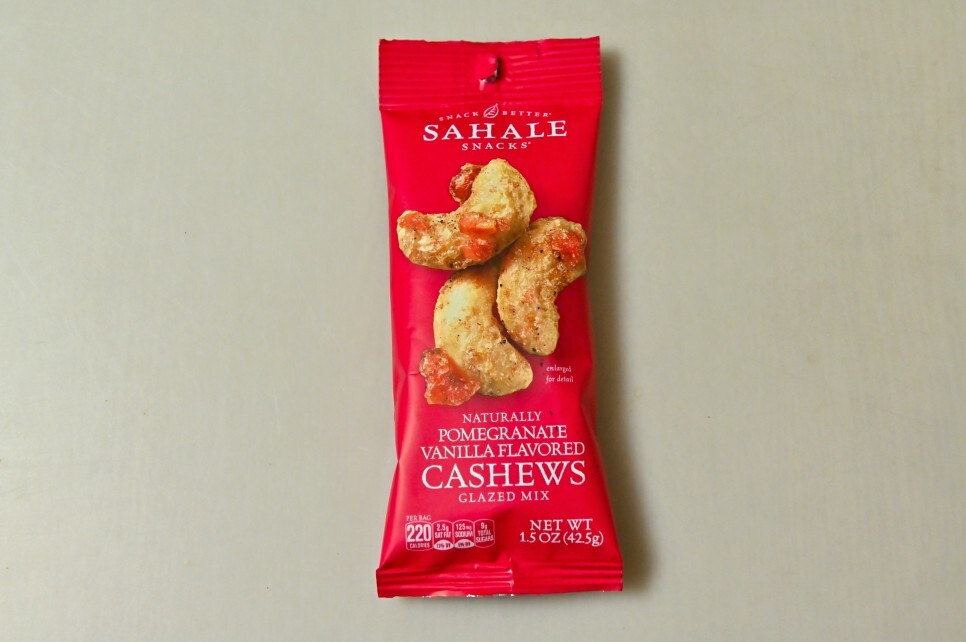 SNACK BETTER®
SAHALE
SNACKS®
enlarged
for detail
NATURALLY
POMEGRANATE
VANILLA FLAVORED
CASHEWS
GLAZED MIX
PER BAG
220
CALORIES
2.5g
SAT FAT
125mg
SODIUM
TOTAL
SUGARS
NET WT
1.5 OZ (42.5g)